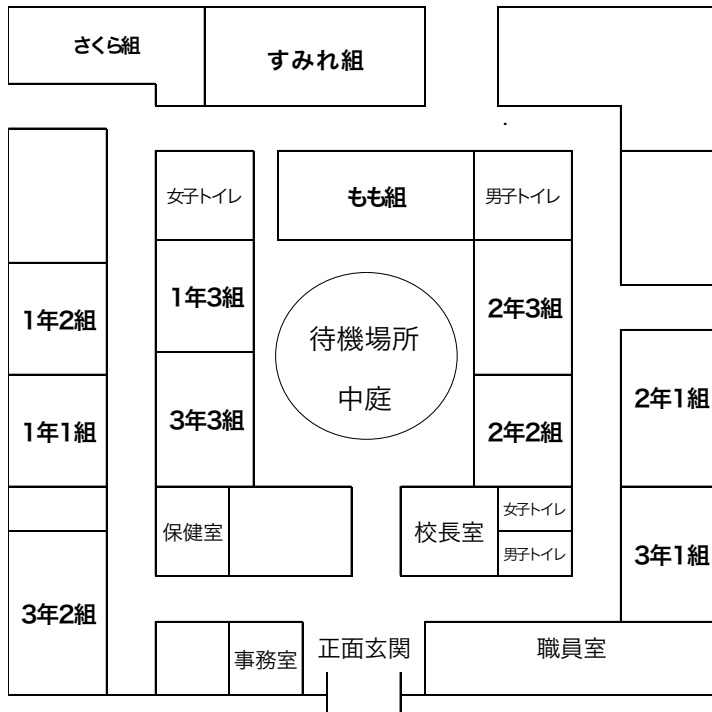 さくら組
すみれ組
女子トイレ
もも組
男子トイレ
1年3組
2年3組
1年2組
待機場所
中庭
2年1組
1年1組
3年3組
2年2組
保健室
校長室
女子トイレ
男子トイレ
3年1組
3年2組
事務室
正面玄関
職員室